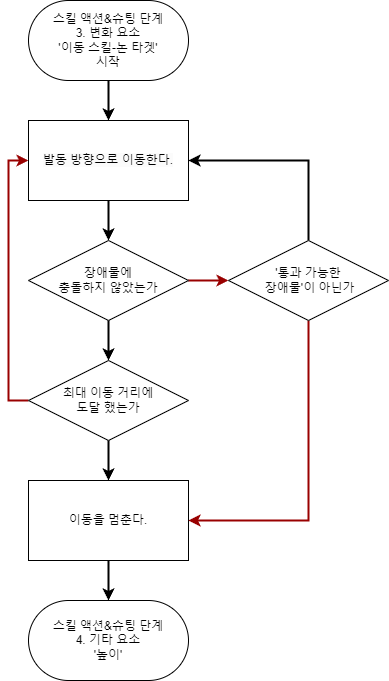 스킬 액션&슈팅 단계
3. 변화 요소
'이동 스킬-논 타겟'
시작
발동 방향으로 이동한다.
장애물에
충돌하지 않았는가
'통과 가능한
장애물'이 아닌가
최대 이동 거리에
도달 했는가
이동을 멈춘다.
스킬 액션&슈팅 단계
4. 기타 요소
'높이'